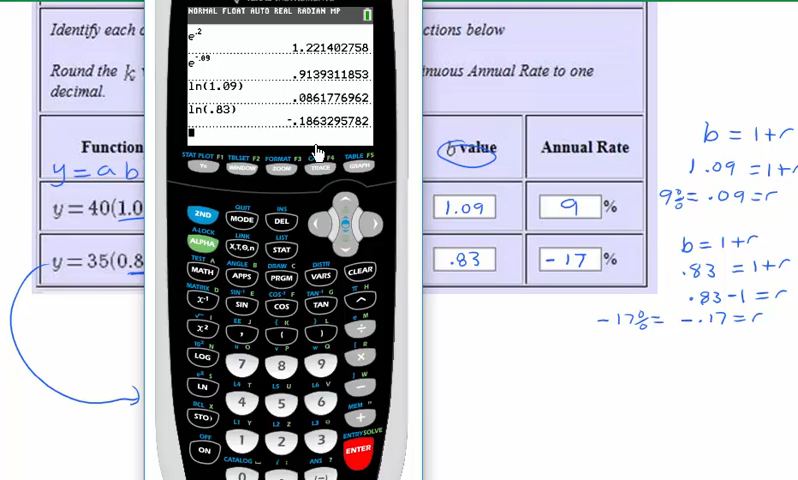 NORMAL FLOAT AUTO REAL RADIAN MP
e^.2
1.221402758
e^-.09
.9139311853
ln(1.09)
.0861776962
ln(.83)
-.1863295782
Identify each
ctions below
Round the k
inuous Annual Rate to one
decimal.
Function
b value
Annual Rate
y = ab
y = 40(1.0
1.09
9 %
y = 35(0.8
.83
-17 %
b = 1+r
1.09 = 1+r
9% = .09 = r
b = 1+r
.83 = 1+r
.83-1 = r
-17% = -.17 = r
STAT PLOT F1 TBLSET F2 FORMAT F3 CALC F4 TABLE F5
Y= WINDOW ZOOM TRACE GRAPH
QUIT INS
2ND MODE DEL
A-LOCK LINK LIST
ALPHA X,T,Θ,n STAT
TEST A ANGLE B DRAW C DISTR
MATH APPS PRGM VARS CLEAR
MATRIX D SIN⁻¹ E COS⁻¹ F TAN⁻¹ G π H
x⁻¹ SIN COS TAN ^
√ I EE J { K } L e M
x² , ( ) ÷
10ˣ N u O v P w Q [ R
LOG 7 8 9 ×
eˣ S L4 T L5 U L6 V ] W
LN 4 5 6 −
RCL X L1 Y L2 Z L3 θ MEM "
STO▸ 1 2 3 +
OFF CATALOG i : ANS ? ENTRY SOLVE
ON 0 . (−) ENTER